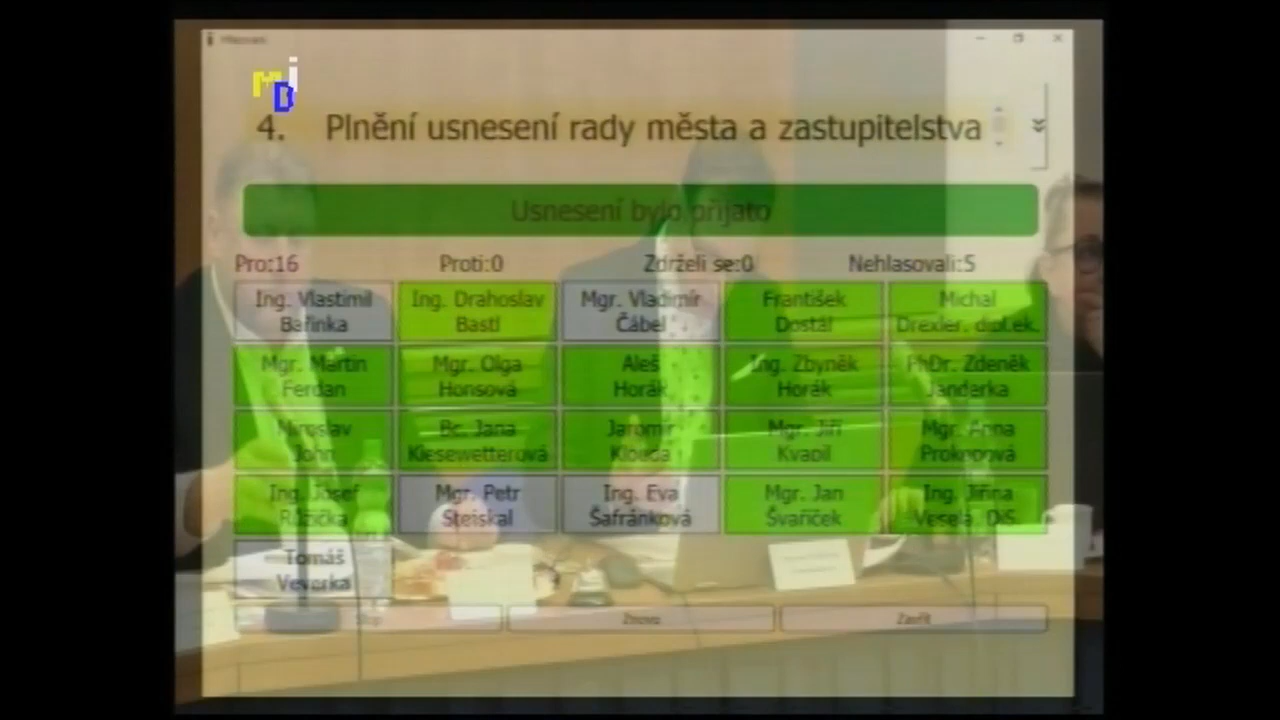 Hlasování
MiD
4. Plnění usnesení rady města a zastupitelstva
Usnesení bylo přijato
Pro:16 Proti:0 Zdrželi se:0 Nehlasovali:5
Ing. Vlastimil Bařinka
Ing. Drahoslav Bastl
Mgr. Vladimír Čábel
František Dostál
Michal Drexler, dipl.ek.
Mgr. Martin Ferdan
Mgr. Olga Honsová
Aleš Horák
Ing. Zbyněk Horák
PhDr. Zdeněk Jandarka
Miroslav John
Bc. Jana Kiesewetterová
Jaromír Kloeda
Mgr. Jiří Kvapil
Mgr. Anna Prokopová
Ing. Josef Růžička
Mgr. Petr Stejskal
Ing. Eva Šafránková
Mgr. Jan Švaříček
Ing. Jiřina Veselá, DiS.
Tomáš Veverka
Stop Znovu Zavřít